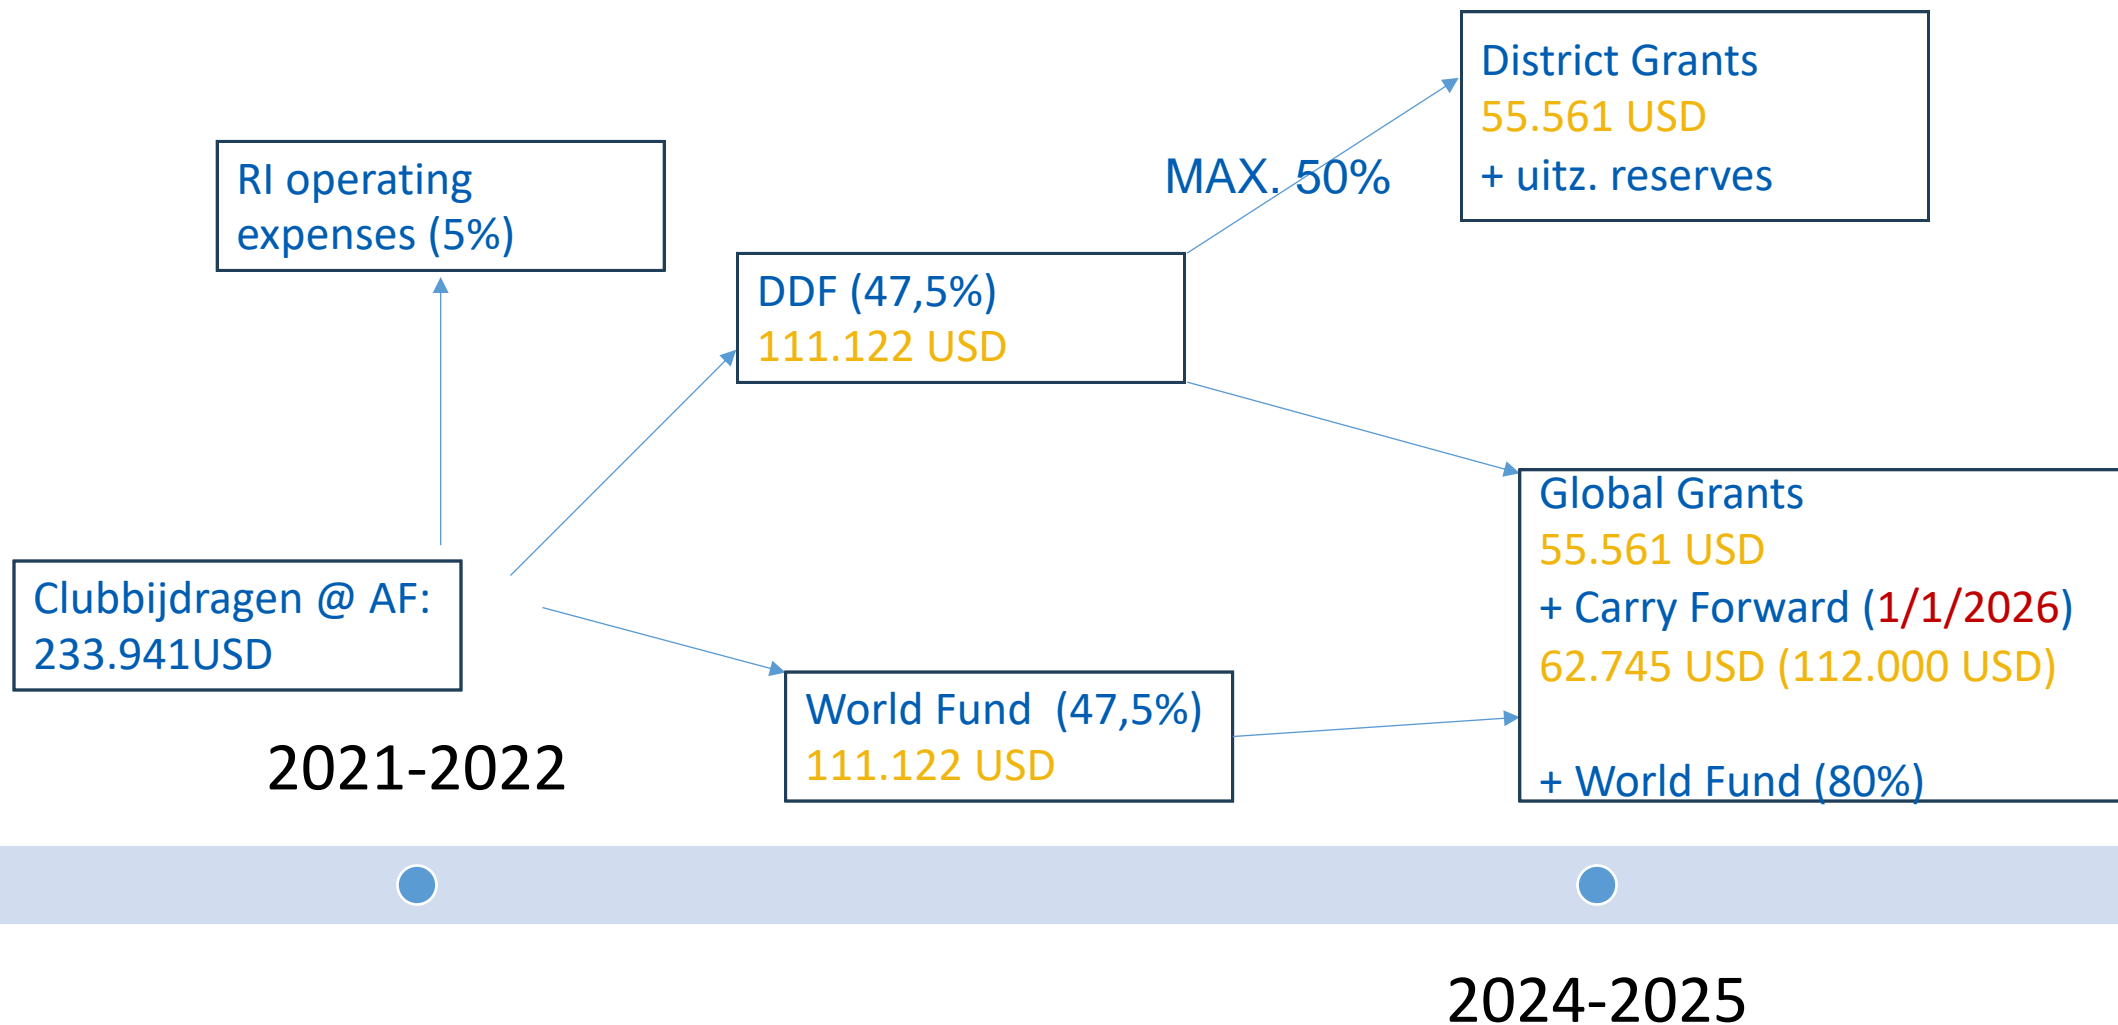 RI operating
expenses (5%)
Clubbijdragen @ AF:
233.941USD
2021-2022
DDF (47,5%)
111.122 USD
World Fund (47,5%)
111.122 USD
MAX. 50%
District Grants
55.561 USD
+ uitz. reserves
Global Grants
55.561 USD
+ Carry Forward (1/1/2026)
62.745 USD (112.000 USD)
+ World Fund (80%)
2024-2025